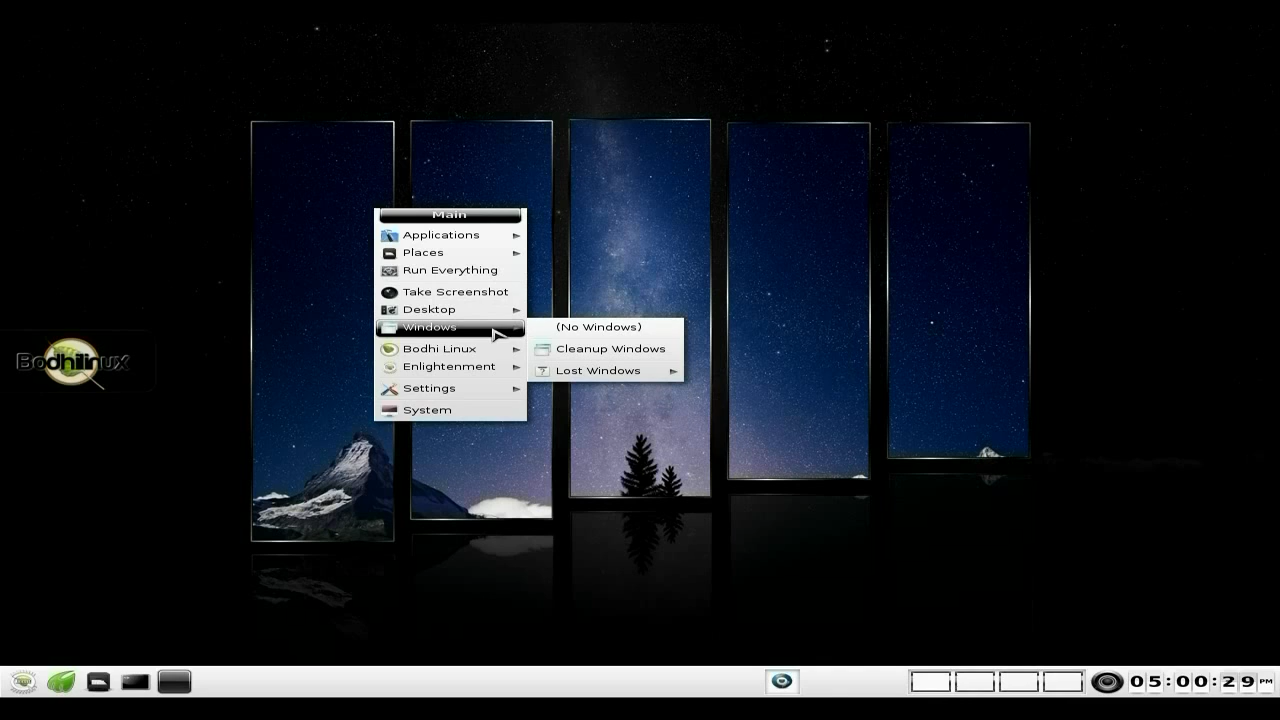 Main
Applications
Places
Run Everything
Take Screenshot
Desktop
Windows
Bodhi Linux
Enlightenment
Settings
System
(No Windows)
Cleanup Windows
Lost Windows
Bodhilinux
05:00:29 PM